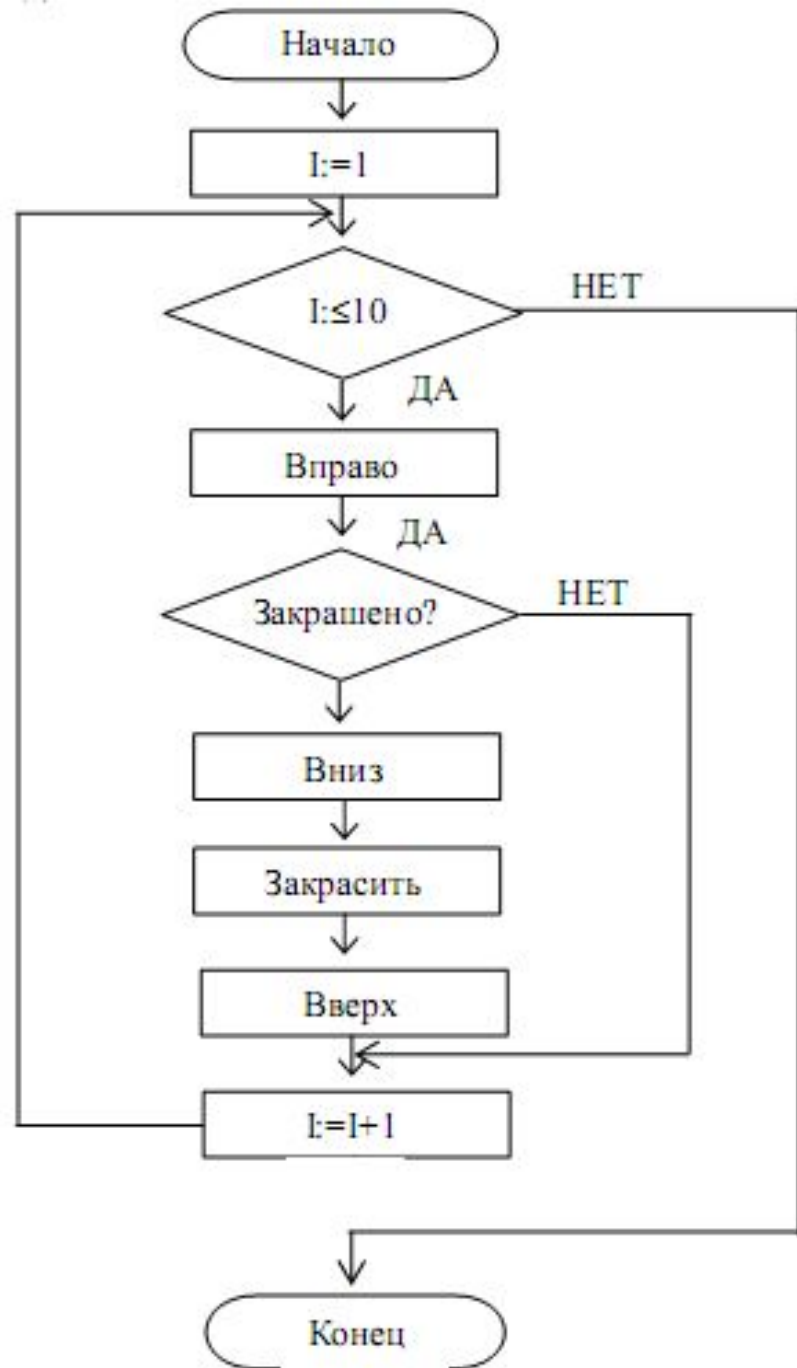 Начало
I:=1
I:≤10
НЕТ
ДА
Вправо
ДА
Закрашено?
НЕТ
Вниз
Закрасить
Вверх
I:=I+1
Конец